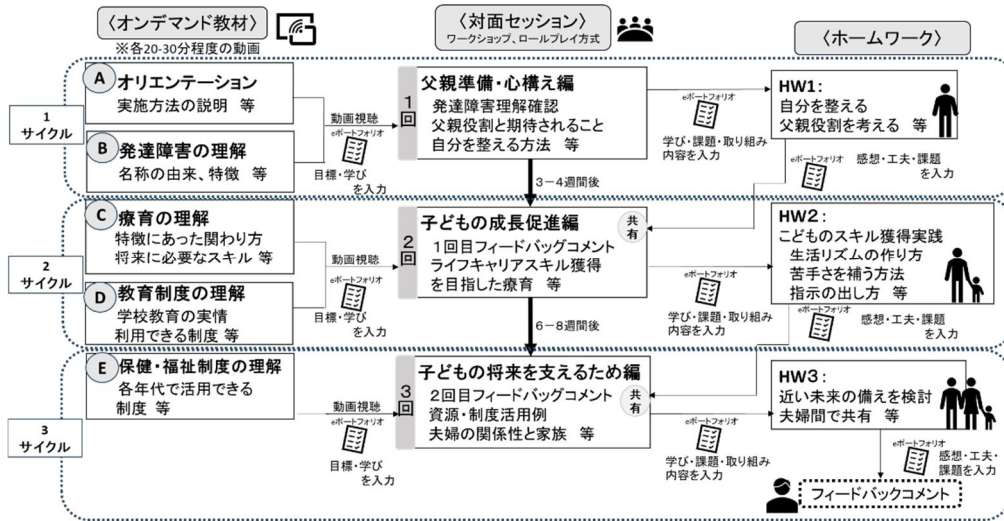 〈オンデマンド教材〉
※各20-30分程度の動画
〈対面セッション〉
ワークショップ、ロールプレイ方式
〈ホームワーク〉
1
サイクル
A オリエンテーション
実施方法の説明 等
B 発達障害の理解
名称の由来、特徴 等
動画視聴
eポートフォリオ
目標・学び
を入力
1回
父親準備・心構え編
発達障害理解確認
父親役割と期待されること
自分を整える方法 等
eポートフォリオ
学び・課題・取り組み
内容を入力
HW1：
自分を整える
父親役割を考える 等
eポートフォリオ
感想・工夫・課題
を入力
3－4週間後
2
サイクル
C 療育の理解
特徴にあった関わり方
将来に必要なスキル 等
D 教育制度の理解
学校教育の実情
利用できる制度 等
動画視聴
eポートフォリオ
目標・学び
を入力
2回
子どもの成長促進編
共有
1回目フィードバッグコメント
ライフキャリアスキル獲得
を目指した療育 等
eポートフォリオ
学び・課題・取り組み
内容を入力
HW2：
こどものスキル獲得実践
生活リズムの作り方
苦手さを補う方法
指示の出し方 等
eポートフォリオ
感想・工夫・課題
を入力
6－8週間後
3
サイクル
E 保健・福祉制度の理解
各年代で活用できる
制度 等
動画視聴
eポートフォリオ
目標・学び
を入力
3回
子どもの将来を支えるため編
共有
2回目フィードバッグコメント
資源・制度活用例
夫婦の関係性と家族 等
eポートフォリオ
学び・課題・取り組み
内容を入力
HW3：
近い未来の備えを検討
夫婦間で共有 等
eポートフォリオ
感想・工夫・
課題を入力
フィードバックコメント